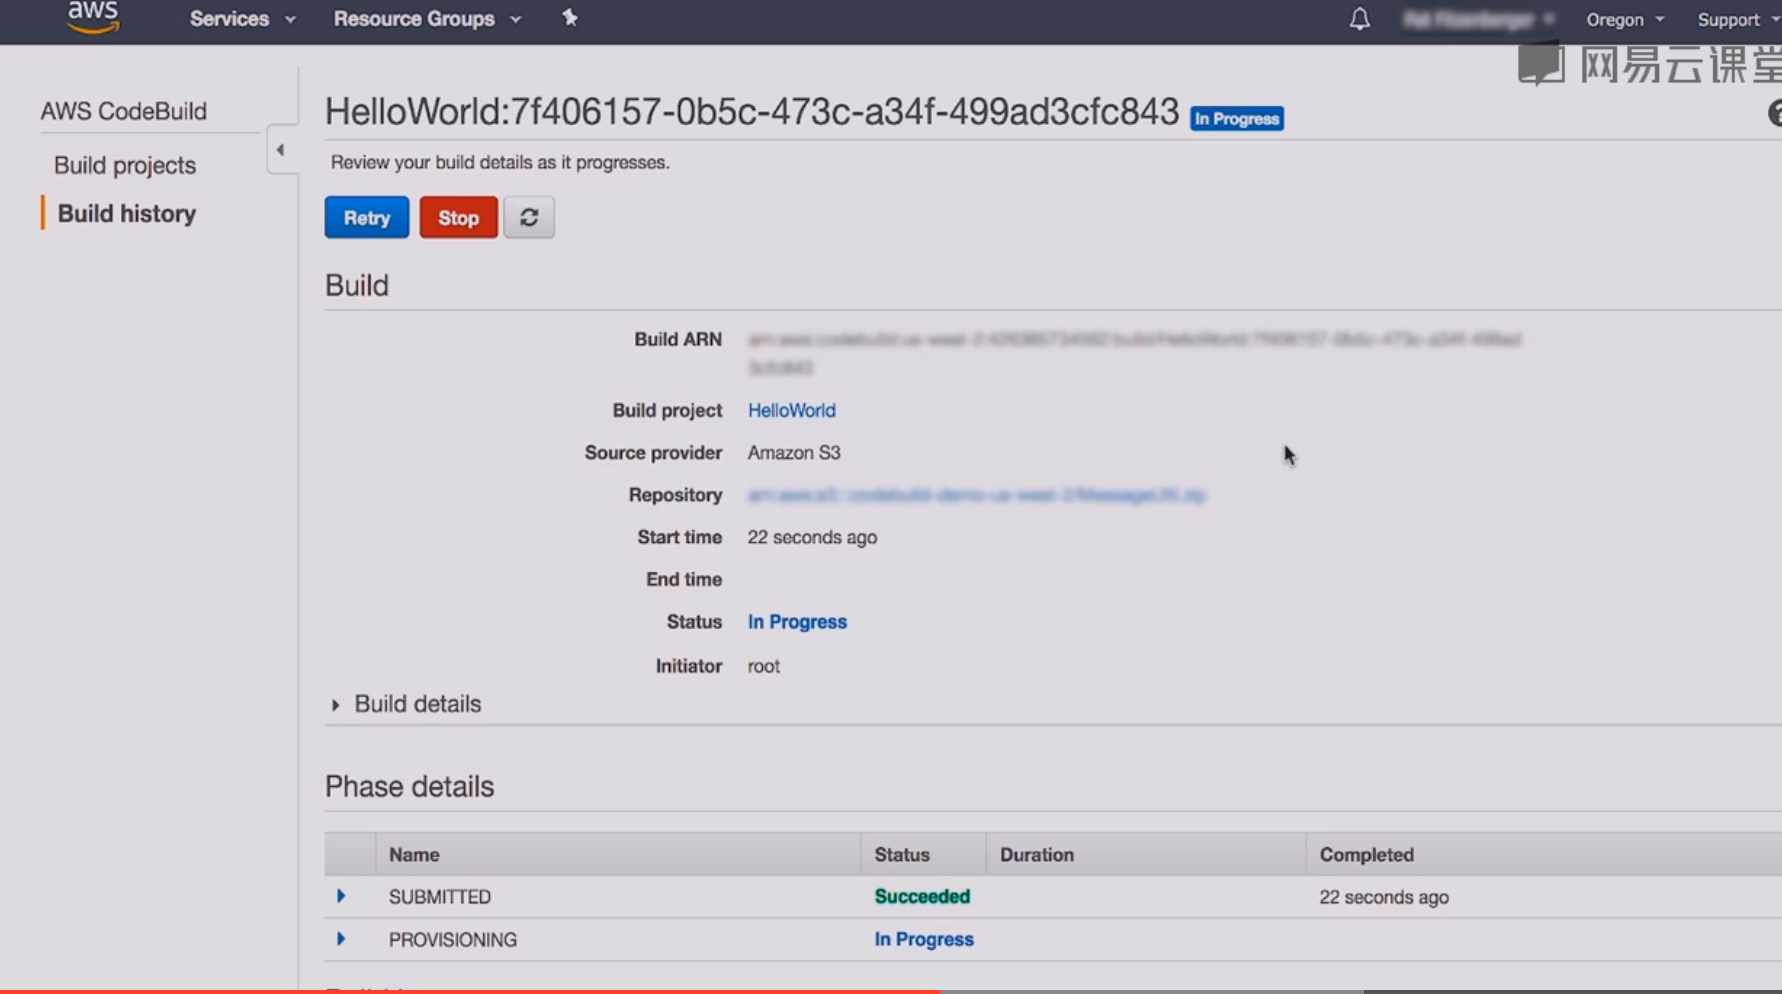 aws
Services
Resource Groups
Oregon
Support
网易云课堂
AWS CodeBuild
Build projects
Build history
HelloWorld:7f406157-0b5c-473c-a34f-499ad3cfc843 In Progress
Review your build details as it progresses.
Retry Stop
Build
Build ARN
Build project HelloWorld
Source provider Amazon S3
Repository
Start time 22 seconds ago
End time
Status In Progress
Initiator root
Build details
Phase details
Name Status Duration Completed
SUBMITTED Succeeded 22 seconds ago
PROVISIONING In Progress